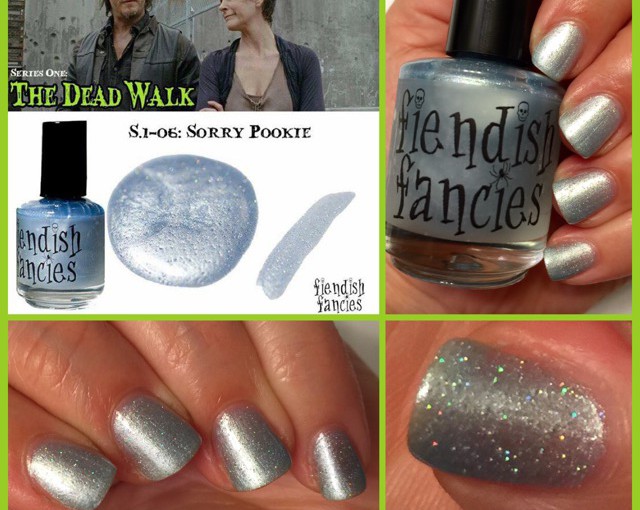 Series One:
The Dead Walk
S.1-06: Sorry Pookie
fiendish
fancies
fiendish
fancies
fiendish
fancies